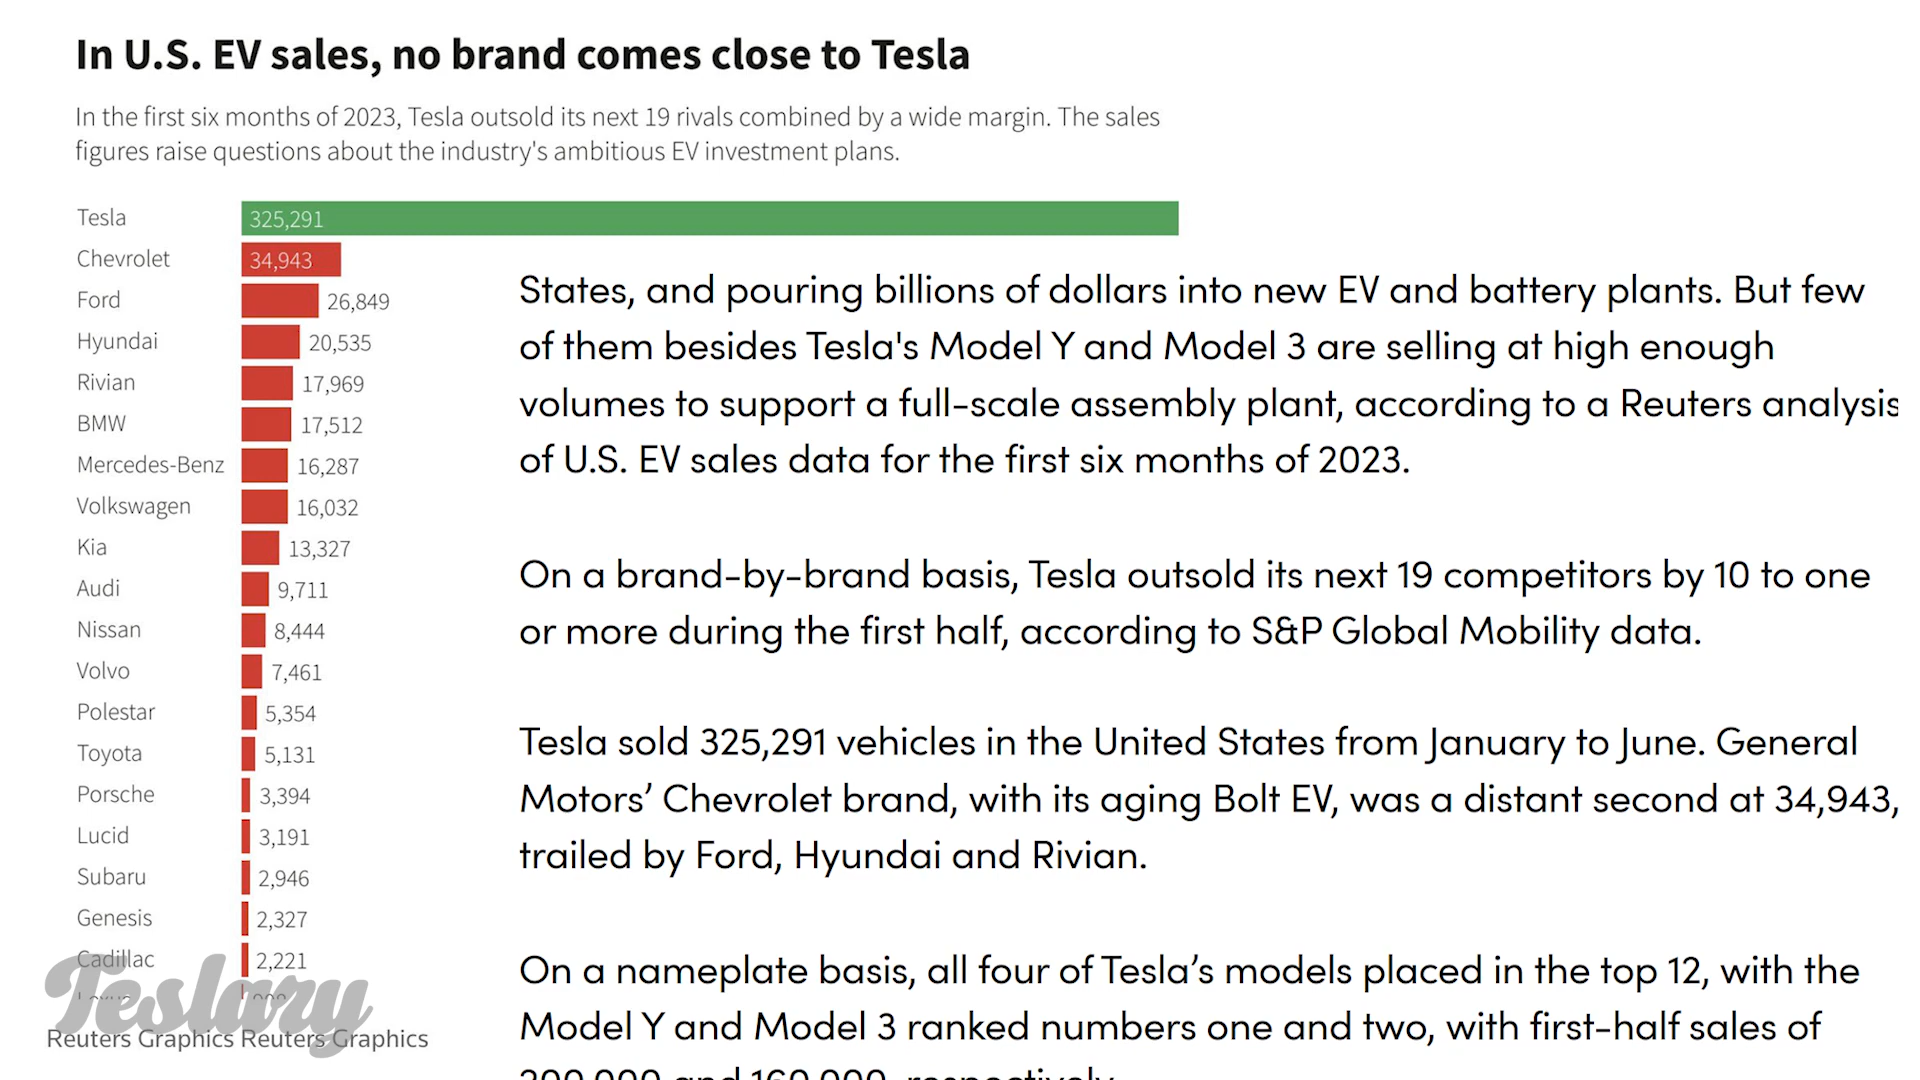 In U.S. EV sales, no brand comes close to Tesla
In the first six months of 2023, Tesla outsold its next 19 rivals combined by a wide margin. The sales
figures raise questions about the industry's ambitious EV investment plans.
Tesla 325,291
Chevrolet 34,943
Ford 26,849
Hyundai 20,535
Rivian 17,969
BMW 17,512
Mercedes-Benz 16,287
Volkswagen 16,032
Kia 13,327
Audi 9,711
Nissan 8,444
Volvo 7,461
Polestar 5,354
Toyota 5,131
Porsche 3,394
Lucid 3,191
Subaru 2,946
Genesis 2,327
Cadillac 2,221
Teslary
Reuters Graphics Reuters Graphics
States, and pouring billions of dollars into new EV and battery plants. But few
of them besides Tesla's Model Y and Model 3 are selling at high enough
volumes to support a full-scale assembly plant, according to a Reuters analysis
of U.S. EV sales data for the first six months of 2023.
On a brand-by-brand basis, Tesla outsold its next 19 competitors by 10 to one
or more during the first half, according to S&P Global Mobility data.
Tesla sold 325,291 vehicles in the United States from January to June. General
Motors’ Chevrolet brand, with its aging Bolt EV, was a distant second at 34,943,
trailed by Ford, Hyundai and Rivian.
On a nameplate basis, all four of Tesla’s models placed in the top 12, with the
Model Y and Model 3 ranked numbers one and two, with first-half sales of
and respectively.